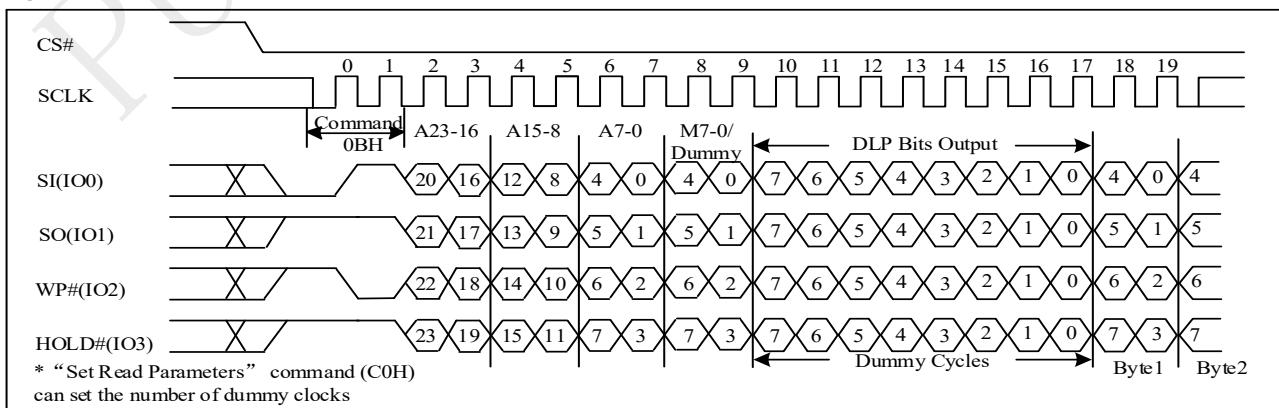 CS#
0 1 2 3 4 5 6 7 8 9 10 11 12 13 14 15 16 17 18 19
SCLK
Command
0BH
A23-16 A15-8 A7-0 M7-0/
Dummy
DLP Bits Output
SI(IO0) 20 16 12 8 4 0 4 0 7 6 5 4 3 2 1 0 4 0 4
SO(IO1) 21 17 13 9 5 1 5 1 7 6 5 4 3 2 1 0 5 1 5
WP#(IO2) 22 18 14 10 6 2 6 2 7 6 5 4 3 2 1 0 6 2 6
HOLD#(IO3) 23 19 15 11 7 3 7 3 7 6 5 4 3 2 1 0 7 3 7
Dummy Cycles
Byte1 Byte2
* “Set Read Parameters” command (C0H)
can set the number of dummy clocks